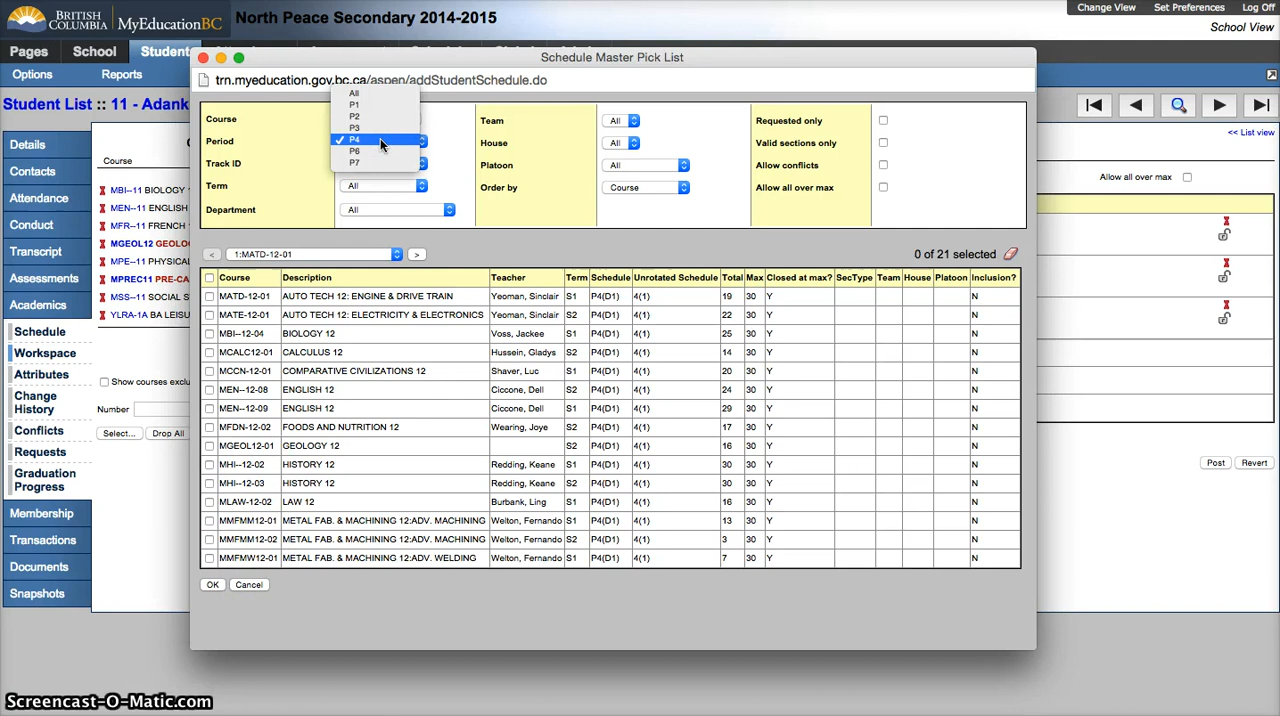 BRITISH COLUMBIA
MyEducationBC
North Peace Secondary 2014-2015
Change View Set Preferences Log Off
School View
Pages School Student
Options Reports
Student List :: 11 - Adank
Details
Contacts
Attendance
Conduct
Transcript
Assessments
Academics
Schedule
Workspace
Attributes
Change History
Conflicts
Requests
Graduation Progress
Membership
Transactions
Documents
Snapshots
Course
MBI--11 BIOLOGY
MEN--11 ENGLISH
MFR--11 FRENCH
MGEOL12 GEOLO
MPE--11 PHYSICAL
MPREC11 PRE-CA
MSS--11 SOCIAL S
YLRA-1A BA LEISU
Show courses exclu
Number
Select... Drop All
Schedule Master Pick List
trn.myeducation.gov.bc.ca/aspen/addStudentSchedule.do
Course
Period
Track ID
Term All
Department All
All
P1
P2
P3
✓ P4
P6
P7
Team All
House All
Platoon All
Order by Course
Requested only
Valid sections only
Allow conflicts
Allow all over max
< 1:MATD-12-01 >
0 of 21 selected
Course Description Teacher Term Schedule Unrotated Schedule Total Max Closed at max? SecType Team House Platoon Inclusion?
MATD-12-01 AUTO TECH 12: ENGINE & DRIVE TRAIN Yeoman, Sinclair S1 P4(D1) 4(1) 19 30 Y N
MATE-12-01 AUTO TECH 12: ELECTRICITY & ELECTRONICS Yeoman, Sinclair S2 P4(D1) 4(1) 22 30 Y N
MBI--12-04 BIOLOGY 12 Voss, Jackee S1 P4(D1) 4(1) 25 30 Y N
MCALC12-01 CALCULUS 12 Hussein, Gladys S2 P4(D1) 4(1) 14 30 Y N
MCCN-12-01 COMPARATIVE CIVILIZATIONS 12 Shaver, Luc S1 P4(D1) 4(1) 20 30 Y N
MEN--12-08 ENGLISH 12 Ciccone, Dell S2 P4(D1) 4(1) 24 30 Y N
MEN--12-09 ENGLISH 12 Ciccone, Dell S1 P4(D1) 4(1) 29 30 Y N
MFDN-12-02 FOODS AND NUTRITION 12 Wearing, Joye S2 P4(D1) 4(1) 17 30 Y N
MGEOL12-01 GEOLOGY 12 S2 P4(D1) 4(1) 16 30 Y N
MHI--12-02 HISTORY 12 Redding, Keane S1 P4(D1) 4(1) 30 30 Y N
MHI--12-03 HISTORY 12 Redding, Keane S2 P4(D1) 4(1) 30 30 Y N
MLAW-12-02 LAW 12 Burbank, Ling S1 P4(D1) 4(1) 16 30 Y N
MMFMM12-01 METAL FAB. & MACHINING 12:ADV. MACHINING Welton, Fernando S1 P4(D1) 4(1) 13 30 Y N
MMFMM12-02 METAL FAB. & MACHINING 12:ADV. MACHINING Welton, Fernando S2 P4(D1) 4(1) 3 30 Y N
MMFMW12-01 METAL FAB. & MACHINING 12:ADV. WELDING Welton, Fernando S1 P4(D1) 4(1) 7 30 Y N
OK Cancel
<< List view
Allow all over max
Post Revert
Screencast-O-Matic.com